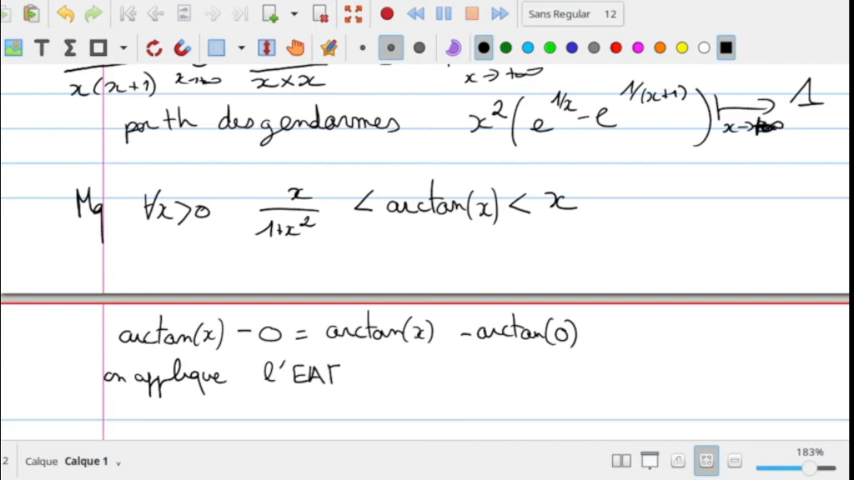 Sans Regular 12
x(x+1) x→+∞ x×x x→+∞
par th des gendarmes x²(e^{1/x} - e^{1/(x+1)}) ⟼ 1
x→+∞
Mq ∀x>0 x/(1+x²) < arctan(x) < x
arctan(x) - 0 = arctan(x) - arctan(0)
on applique l'EAF
2 Calque Calque 1 183%